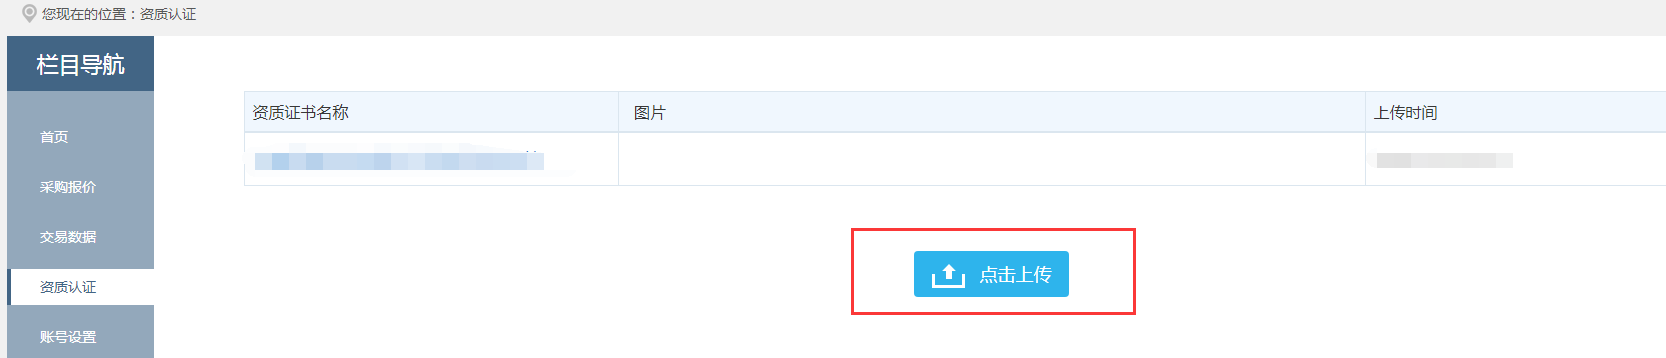 您现在的位置：资质认证
栏目导航
首页
采购报价
交易数据
资质认证
账号设置
资质证书名称 图片 上传时间
点击上传